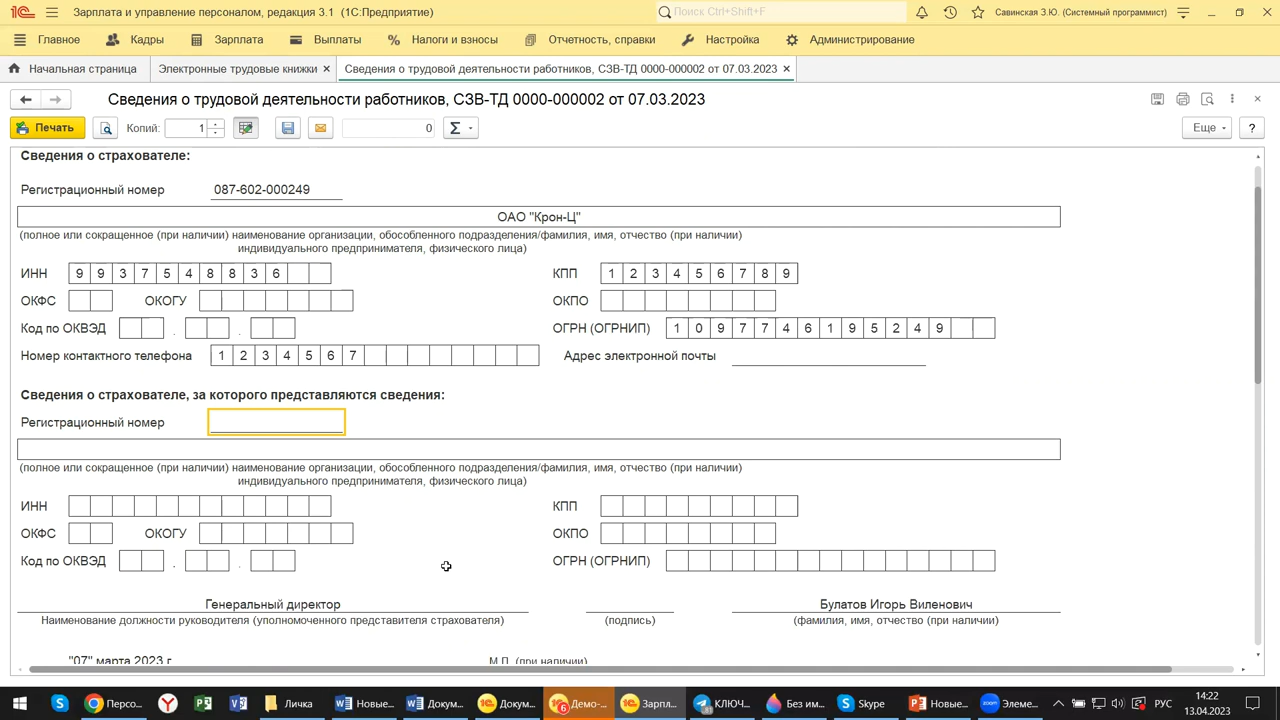 Зарплата и управление персоналом, редакция 3.1 (1С:Предприятие)
Поиск Ctrl+Shift+F
Савинская З.Ю. (Системный программист)
Главное Кадры Зарплата Выплаты Налоги и взносы Отчетность, справки Настройка Администрирование
Начальная страница Электронные трудовые книжки × Сведения о трудовой деятельности работников, СЗВ-ТД 0000-000002 от 07.03.2023 ×
Сведения о трудовой деятельности работников, СЗВ-ТД 0000-000002 от 07.03.2023
Печать Копий: 1 0 Σ Еще ?
Сведения о страхователе:
Регистрационный номер 087-602-000249
ОАО "Крон-Ц"
(полное или сокращенное (при наличии) наименование организации, обособленного подразделения/фамилия, имя, отчество (при наличии)
индивидуального предпринимателя, физического лица)
ИНН 9 9 3 7 5 4 8 8 3 6 КПП 1 2 3 4 5 6 7 8 9
ОКФС ОКОГУ ОКПО
Код по ОКВЭД . . ОГРН (ОГРНИП) 1 0 9 7 7 4 6 1 9 5 2 4 9
Номер контактного телефона 1 2 3 4 5 6 7 Адрес электронной почты
Сведения о страхователе, за которого представляются сведения:
Регистрационный номер
(полное или сокращенное (при наличии) наименование организации, обособленного подразделения/фамилия, имя, отчество (при наличии)
индивидуального предпринимателя, физического лица)
ИНН КПП
ОКФС ОКОГУ ОКПО
Код по ОКВЭД . . ОГРН (ОГРНИП)
Генеральный директор Булатов Игорь Виленович
Наименование должности руководителя (уполномоченного представителя страхователя) (подпись) (фамилия, имя, отчество (при наличии)
"07" марта 2023 г. М.П. (при наличии)
Персо... Личка Новые... Докум... Докум... Демо-... Зарпл... КЛЮЧ... Без им... Skype Новые... Элеме... РУС 14:22
13.04.2023